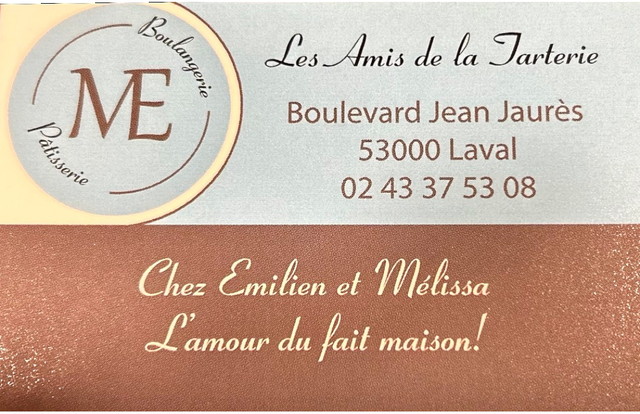 Boulangerie
ME
Pâtisserie
Les Amis de la Tarterie
Boulevard Jean Jaurès
53000 Laval
02 43 37 53 08
Chez Emilien et Mélissa
L'amour du fait maison!